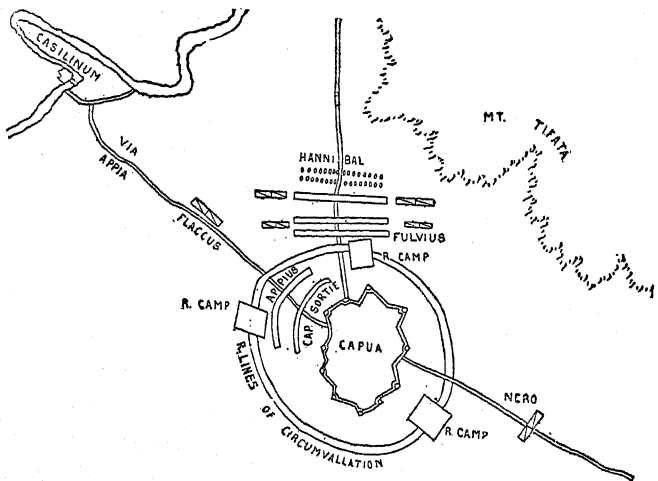 CASILINUM
MT. TIFATA
VIA APPIA
HANNIBAL
FLACCUS
FULVIUS
R. CAMP
APPIUS
CAP. SORTIE
R. CAMP
CAPUA
R. LINES OF CIRCUMVALLATION
NERO
R. CAMP